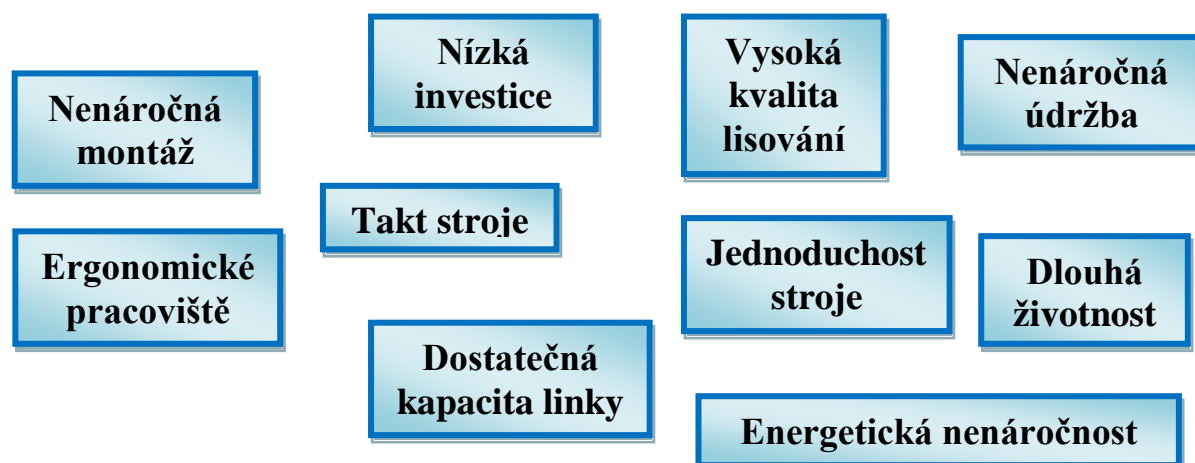 Nízká
investice
Vysoká
kvalita
lisování
Nenáročná
údržba
Nenáročná
montáž
Takt stroje
Ergonomické
pracoviště
Jednoduchost
stroje
Dlouhá
životnost
Dostatečná
kapacita linky
Energetická nenáročnost